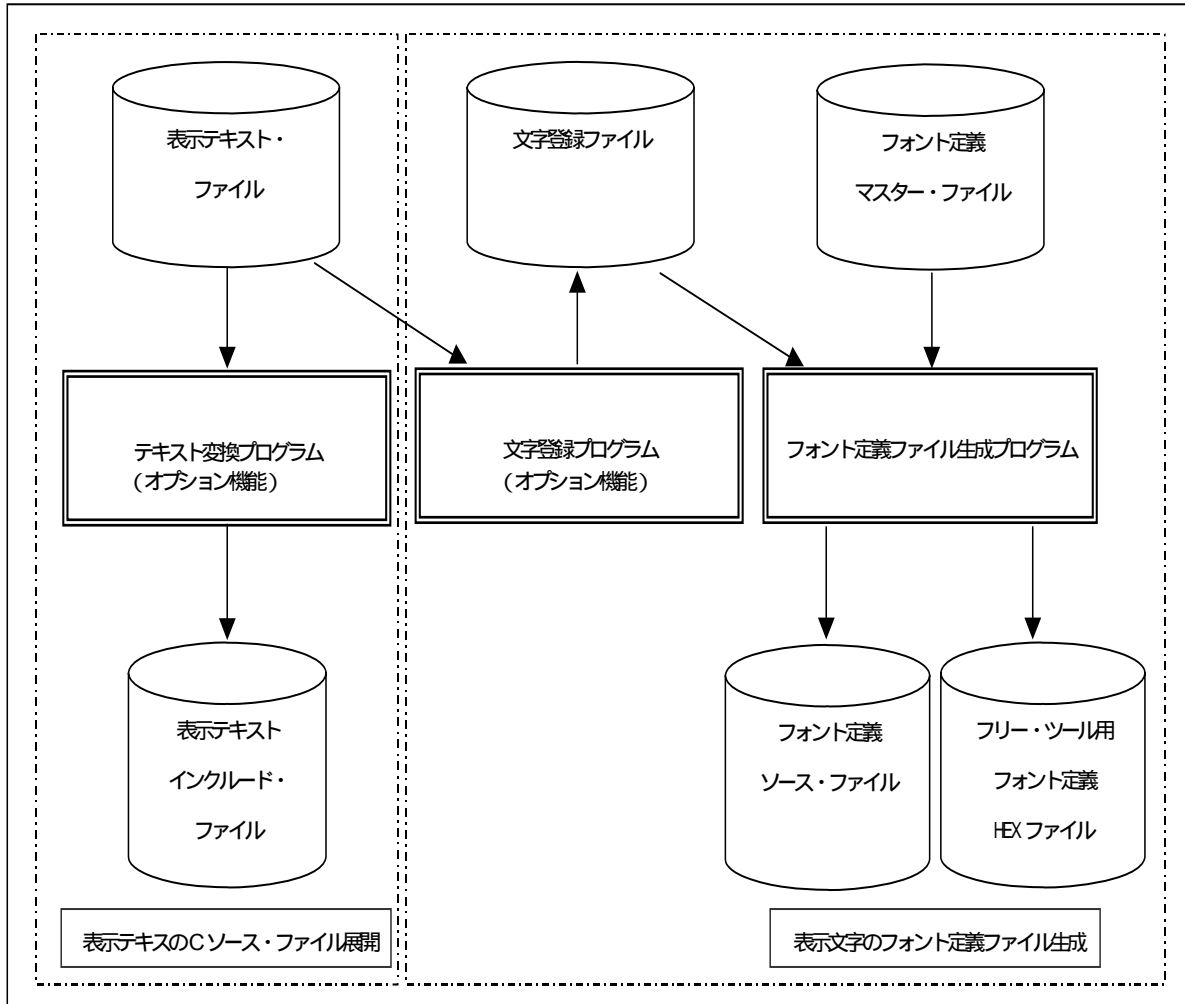 表示テキスト・
ファイル
文字登録ファイル
フォント定義
マスター・ファイル
テキスト変換プログラム
(オプション機能)
文字登録プログラム
(オプション機能)
フォント定義ファイル生成プログラム
表示テキスト
インクルード・
ファイル
フォント定義
ソース・ファイル
フリー・ツール用
フォント定義
HEX ファイル
表示テキスのCソース・ファイル展開
表示文字のフォント定義ファイル生成